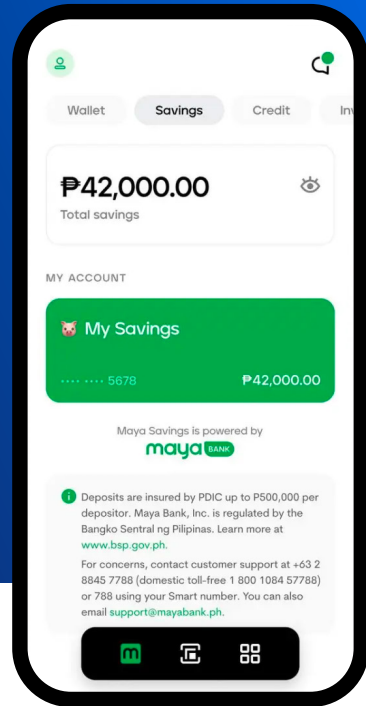 Wallet Savings Credit In
₱42,000.00
Total savings
MY ACCOUNT
My Savings
•••• •••• 5678 ₱42,000.00
Maya Savings is powered by
maya BANK
Deposits are insured by PDIC up to P500,000 per
depositor. Maya Bank, Inc. is regulated by the
Bangko Sentral ng Pilipinas. Learn more at
www.bsp.gov.ph.
For concerns, contact customer support at +63 2
8845 7788 (domestic toll-free 1 800 1084 57788)
or 788 using your Smart number. You can also
email support@mayabank.ph.
m